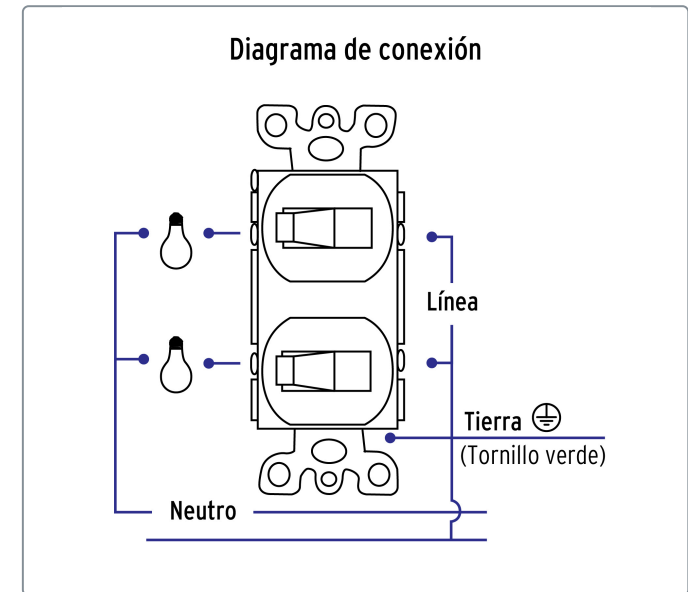 Diagrama de conexión
Línea
Tierra
(Tornillo verde)
Neutro